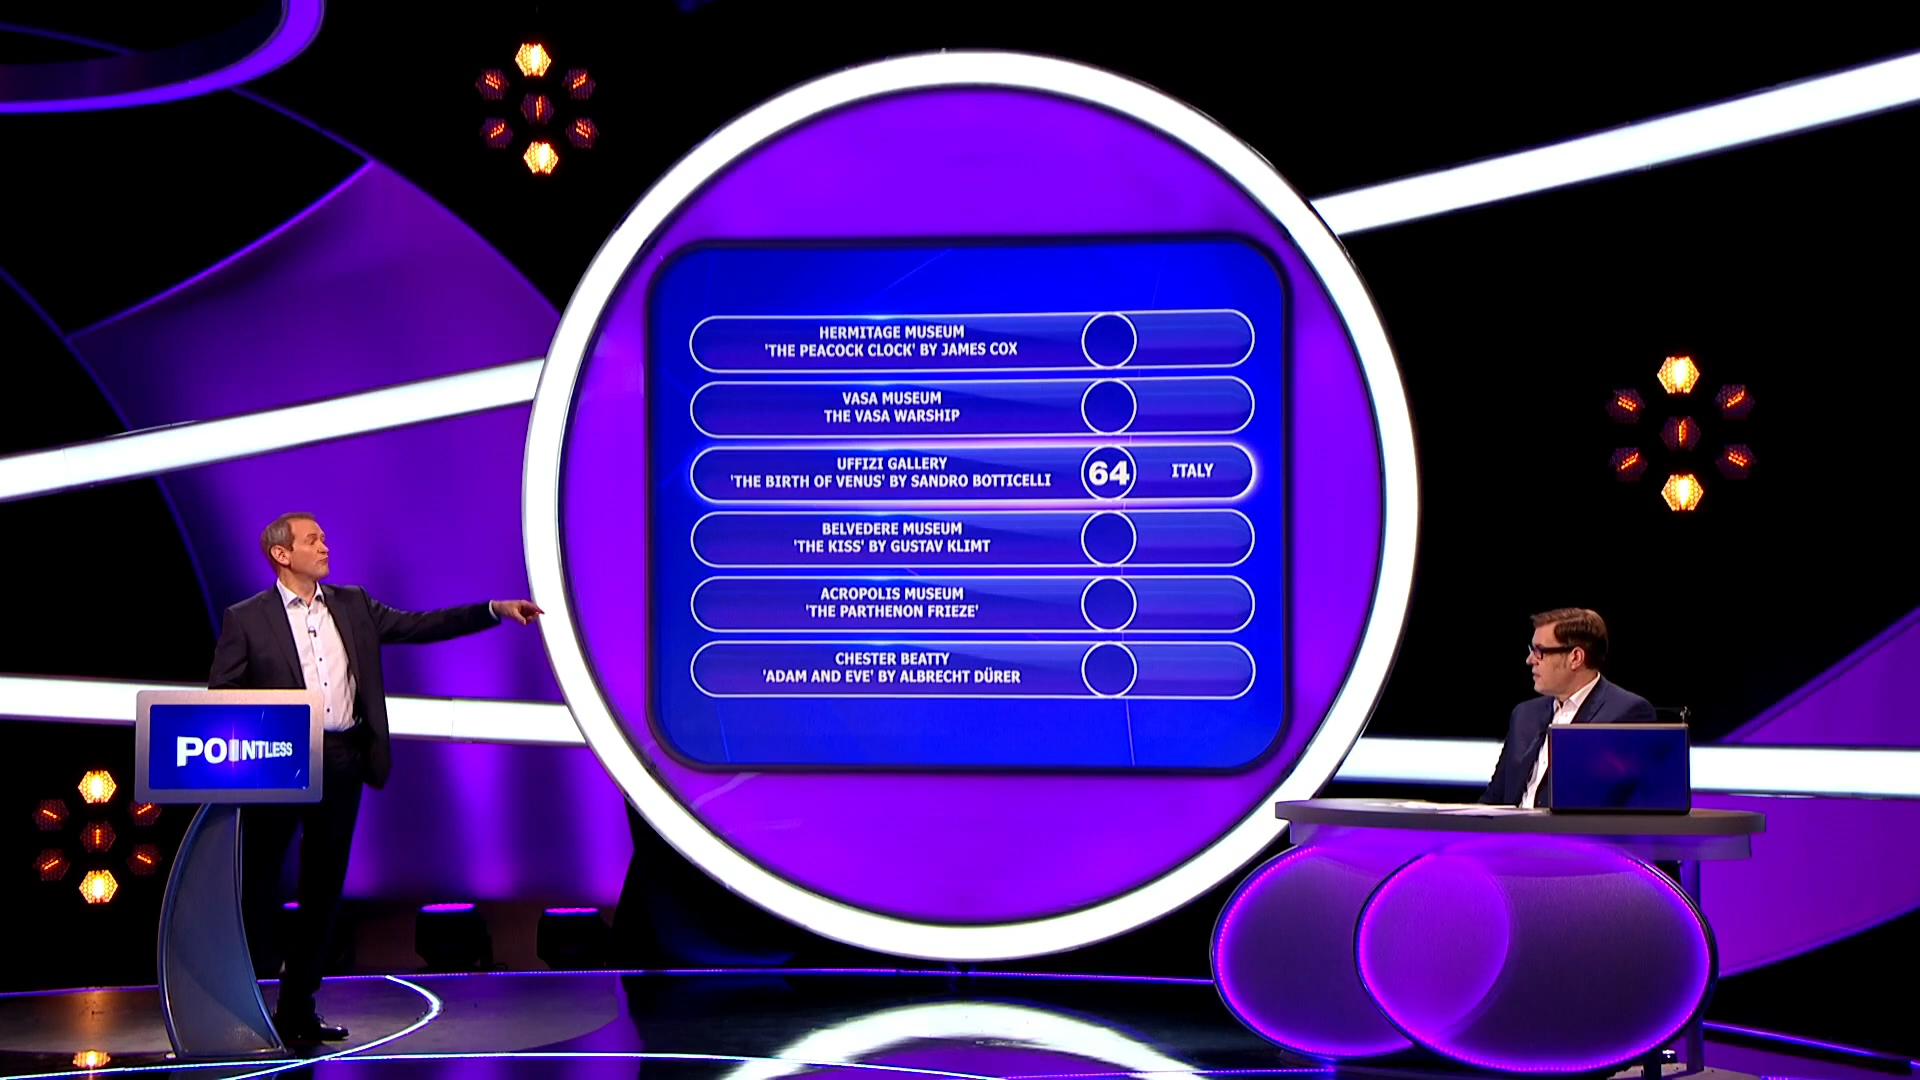 HERMITAGE MUSEUM
'THE PEACOCK CLOCK' BY JAMES COX
VASA MUSEUM
THE VASA WARSHIP
UFFIZI GALLERY
'THE BIRTH OF VENUS' BY SANDRO BOTTICELLI
64 ITALY
BELVEDERE MUSEUM
'THE KISS' BY GUSTAV KLIMT
ACROPOLIS MUSEUM
'THE PARTHENON FRIEZE'
CHESTER BEATTY
'ADAM AND EVE' BY ALBRECHT DÜRER
POINTLESS